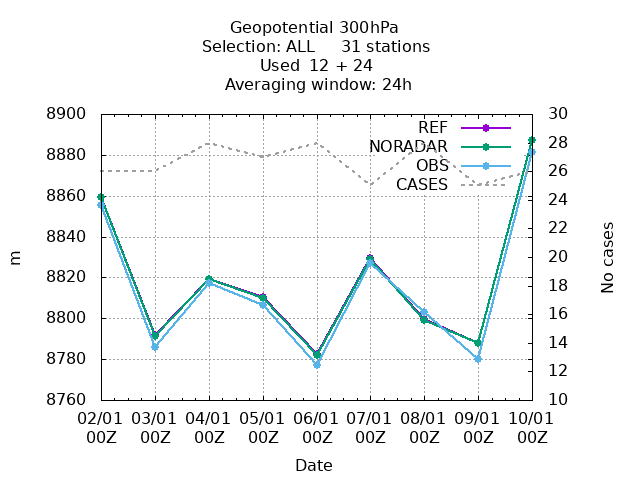 Geopotential 300hPa
Selection: ALL     31 stations
Used  12 + 24
Averaging window: 24h
8900
8880
8860
8840
8820
8800
8780
8760
m
REF
NORADAR
OBS
CASES
30
28
26
24
22
20
18
16
14
12
10
No cases
02/01 03/01 04/01 05/01 06/01 07/01 08/01 09/01 10/01
00Z 00Z 00Z 00Z 00Z 00Z 00Z 00Z 00Z
Date